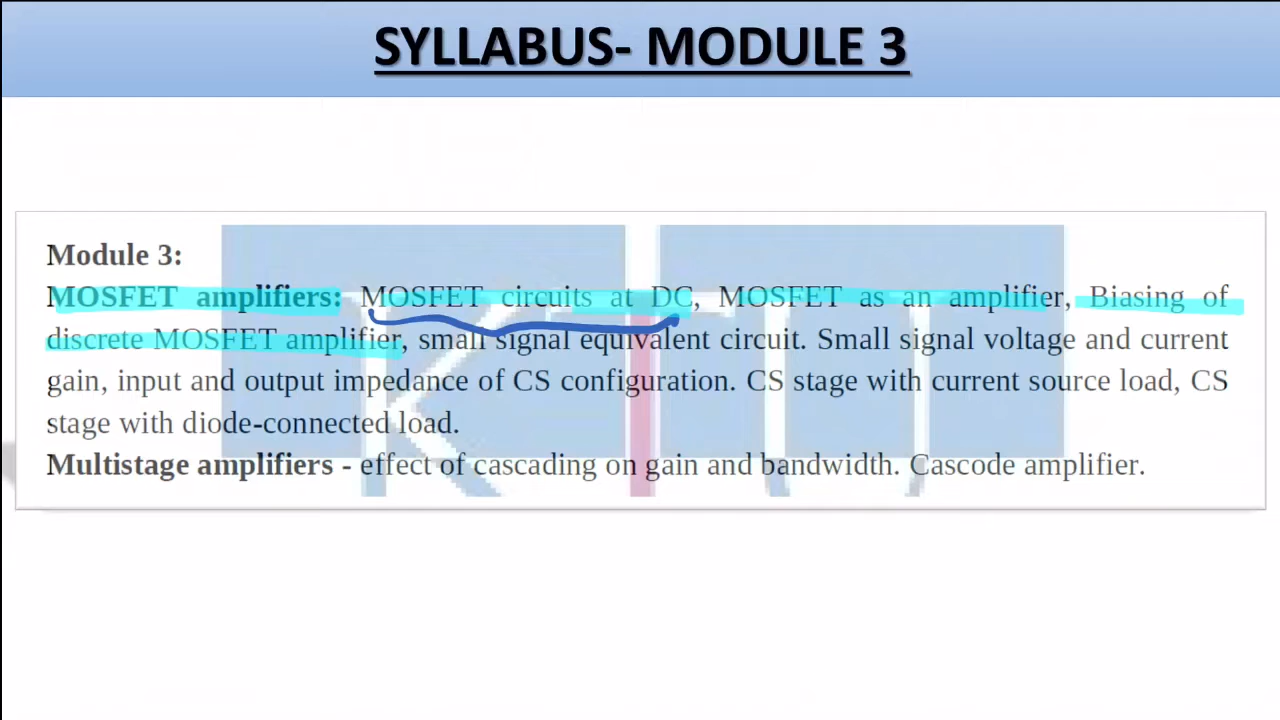 SYLLABUS- MODULE 3
Module 3:
MOSFET amplifiers: MOSFET circuits at DC, MOSFET as an amplifier, Biasing of
discrete MOSFET amplifier, small signal equivalent circuit. Small signal voltage and current
gain, input and output impedance of CS configuration. CS stage with current source load, CS
stage with diode-connected load.
Multistage amplifiers - effect of cascading on gain and bandwidth. Cascode amplifier.